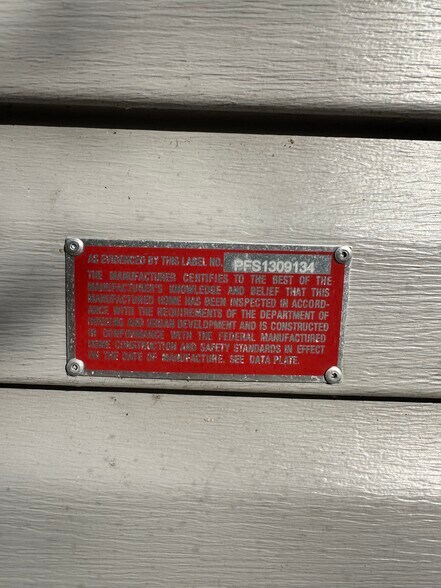 AS EVIDENCED BY THIS LABEL NO. PFS1309134
THE MANUFACTURER CERTIFIES TO THE BEST OF THE
MANUFACTURER'S KNOWLEDGE AND BELIEF THAT THIS
MANUFACTURED HOME HAS BEEN INSPECTED IN ACCORD-
ANCE WITH THE REQUIREMENTS OF THE DEPARTMENT OF
HOUSING AND URBAN DEVELOPMENT AND IS CONSTRUCTED
IN CONFORMANCE WITH THE FEDERAL MANUFACTURED
HOME CONSTRUCTION AND SAFETY STANDARDS IN EFFECT
ON THE DATE OF MANUFACTURE. SEE DATA PLATE.